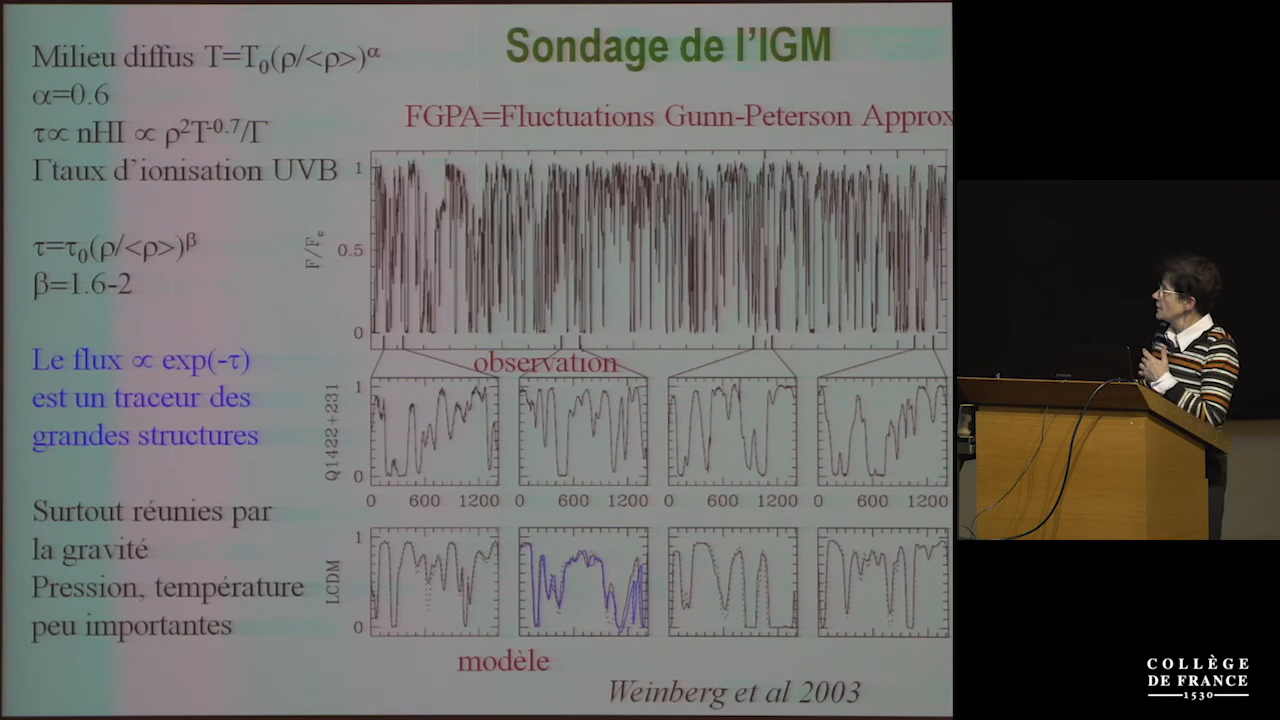 Sondage de l'IGM
Milieu diffus T=T₀(ρ/<ρ>)^α
α=0.6
τ∝ nHI ∝ ρ²T^-0.7/Γ
Γtaux d'ionisation UVB
τ=τ₀(ρ/<ρ>)^β
β=1.6-2
Le flux ∝ exp(-τ)
est un traceur des
grandes structures
Surtout réunies par
la gravité
Pression, température
peu importantes
FGPA=Fluctuations Gunn-Peterson Approx
F/Fc
1
0.5
0
observation
Q1422+231
1
0
0 600 1200
0 600 1200
0 600 1200
0 600 1200
LCDM
1
0
modèle
Weinberg et al 2003
COLLÈGE
DE FRANCE
1530